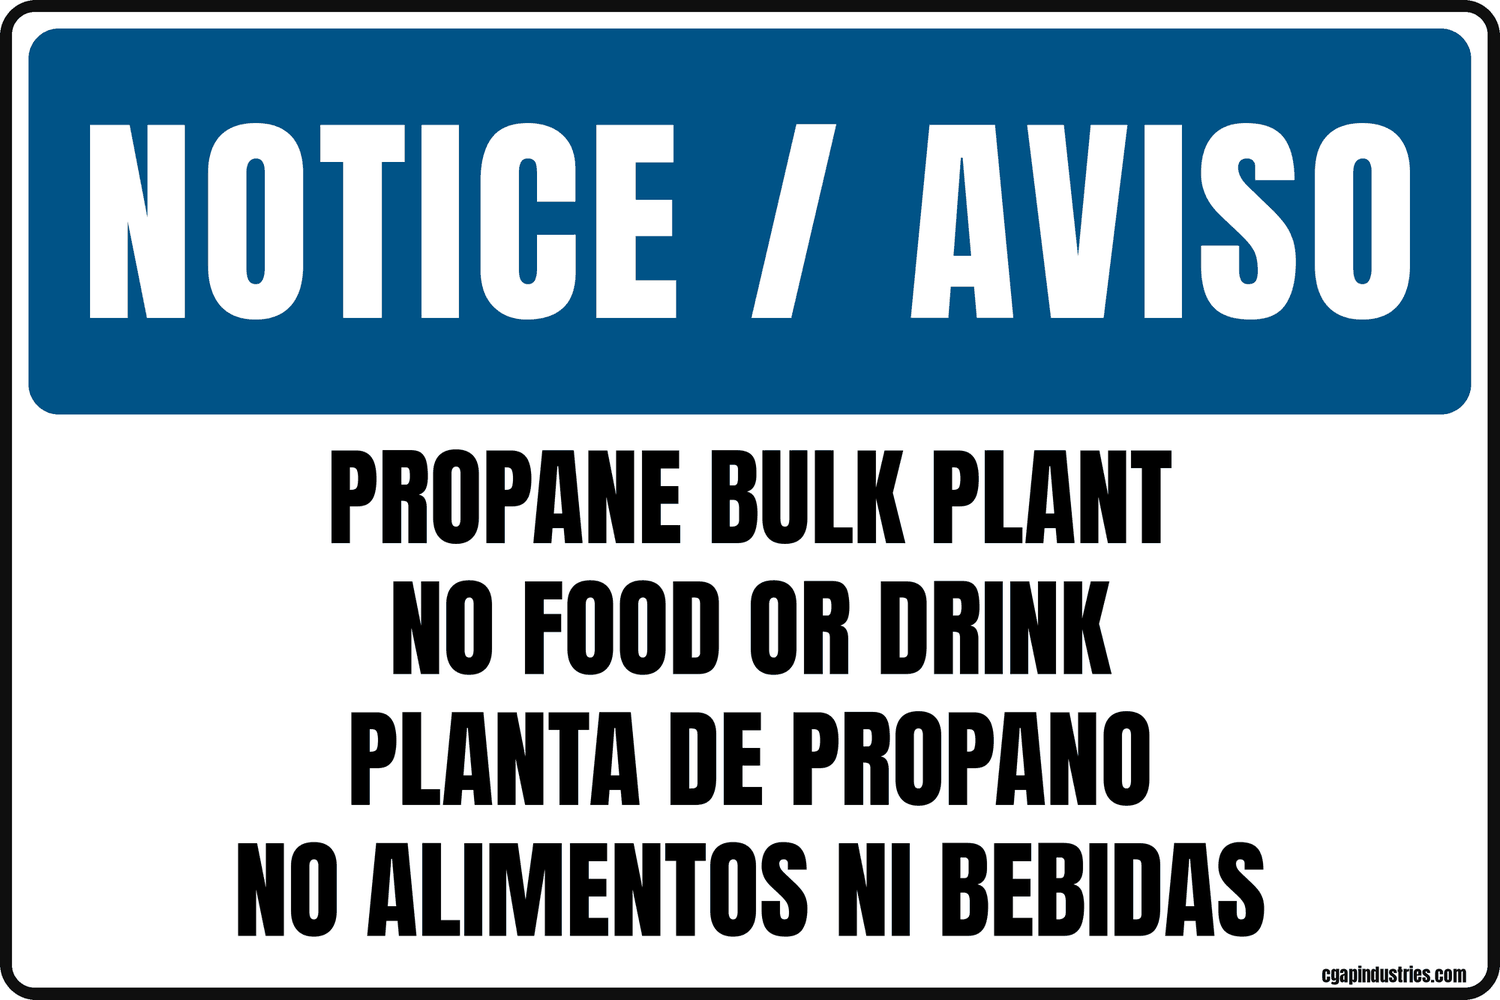 NOTICE / AVISO
PROPANE BULK PLANT
NO FOOD OR DRINK
PLANTA DE PROPANO
NO ALIMENTOS NI BEBIDAS
cgapindustries.com